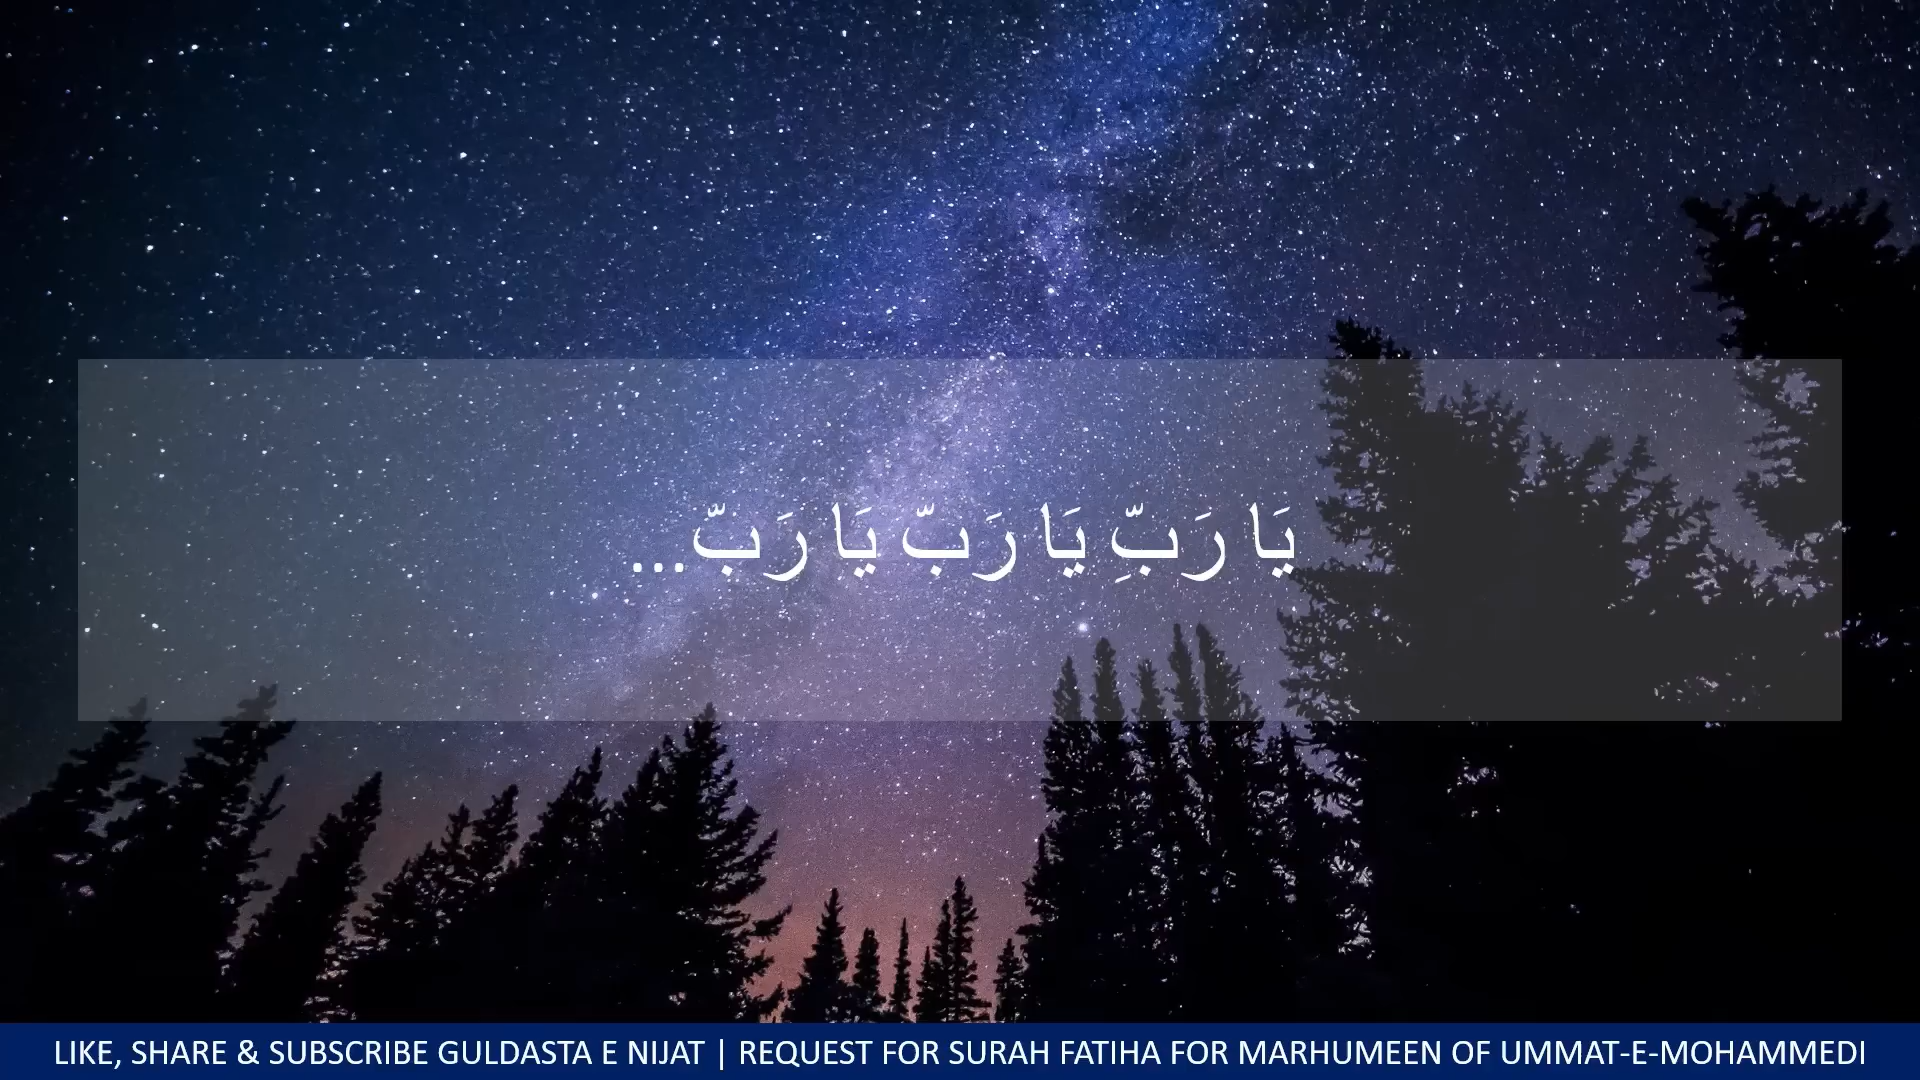 يَا رَبِّ يَا رَبّ يَا رَبّ...
LIKE, SHARE & SUBSCRIBE GULDASTA E NIJAT | REQUEST FOR SURAH FATIHA FOR MARHUMEEN OF UMMAT-E-MOHAMMEDI